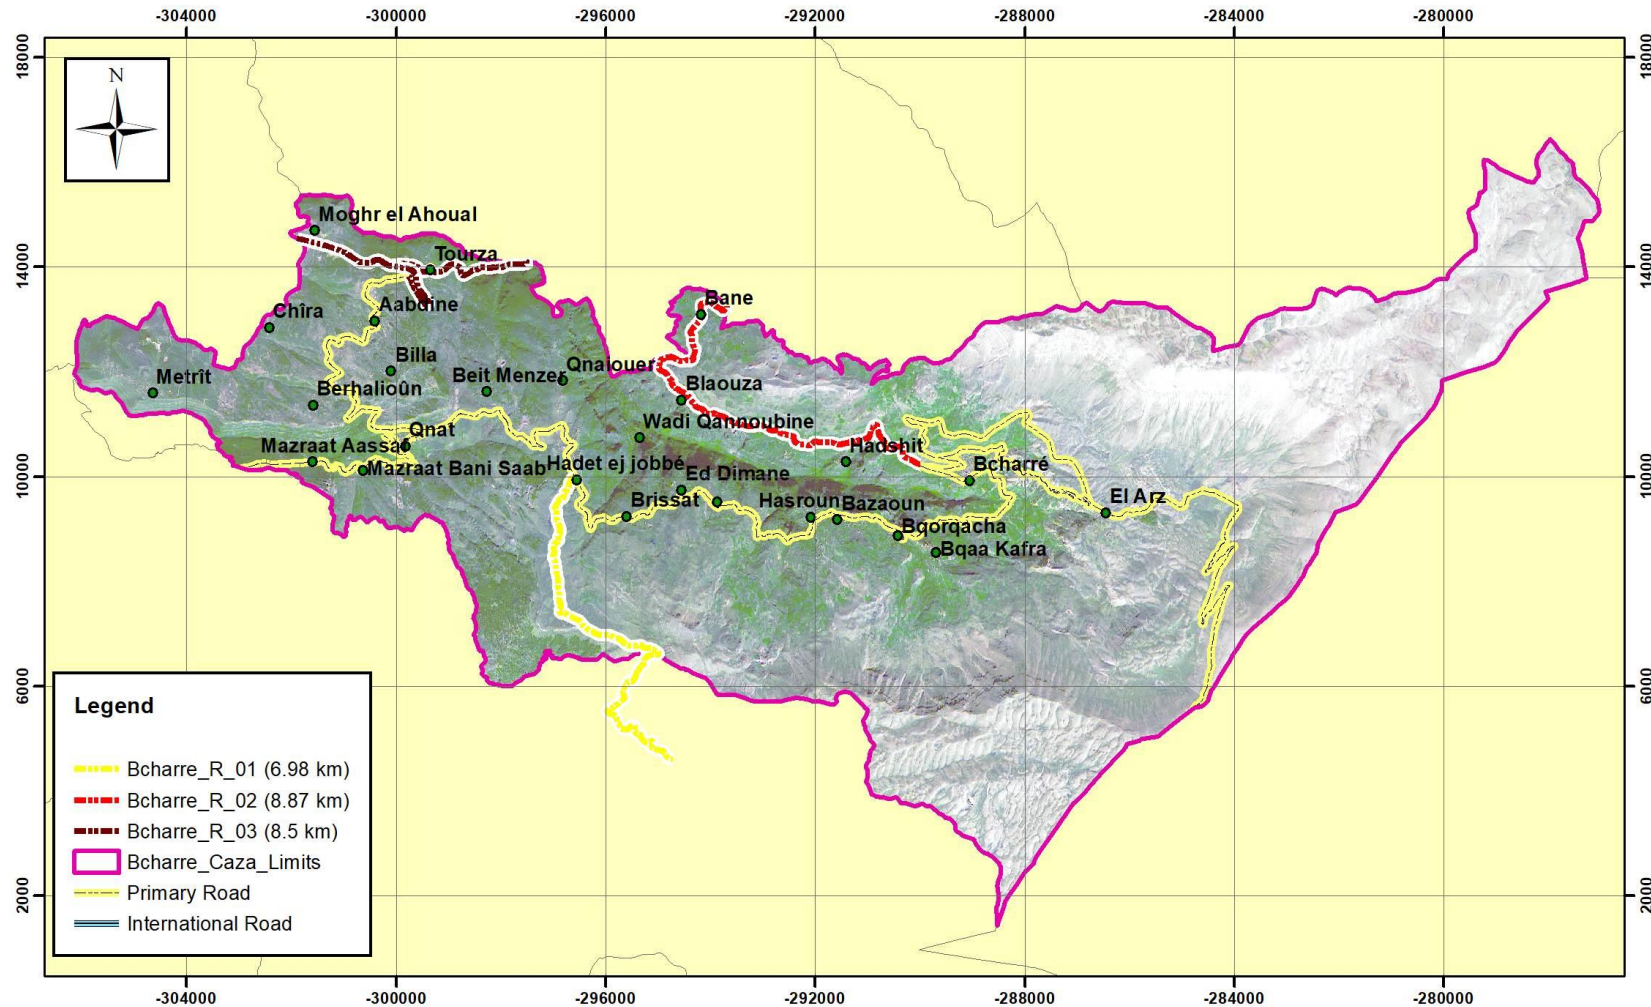 -304000 -300000 -296000 -292000 -288000 -284000 -280000
18000 18000
N
Moghr el Ahoual
Tourza
14000 14000
Bane
Chîra
Aabdine
Billa
Qnaiouer
Metrît
Berhalioûn
Beit Menzer
Blaouza
Wadi Qannoubine
Qnat
Mazraat Aassaf
Hadshit
Mazraat Bani Saab
Hadet ej jobbé
Bcharré
10000 10000
Ed Dimane
El Arz
Brissat
Hasroun
Bazaoun
Bqorqacha
Bqaa Kafra
6000 6000
Legend
Bcharre_R_01 (6.98 km)
Bcharre_R_02 (8.87 km)
Bcharre_R_03 (8.5 km)
Bcharre_Caza_Limits
Primary Road
International Road
2000 2000
-304000 -300000 -296000 -292000 -288000 -284000 -280000